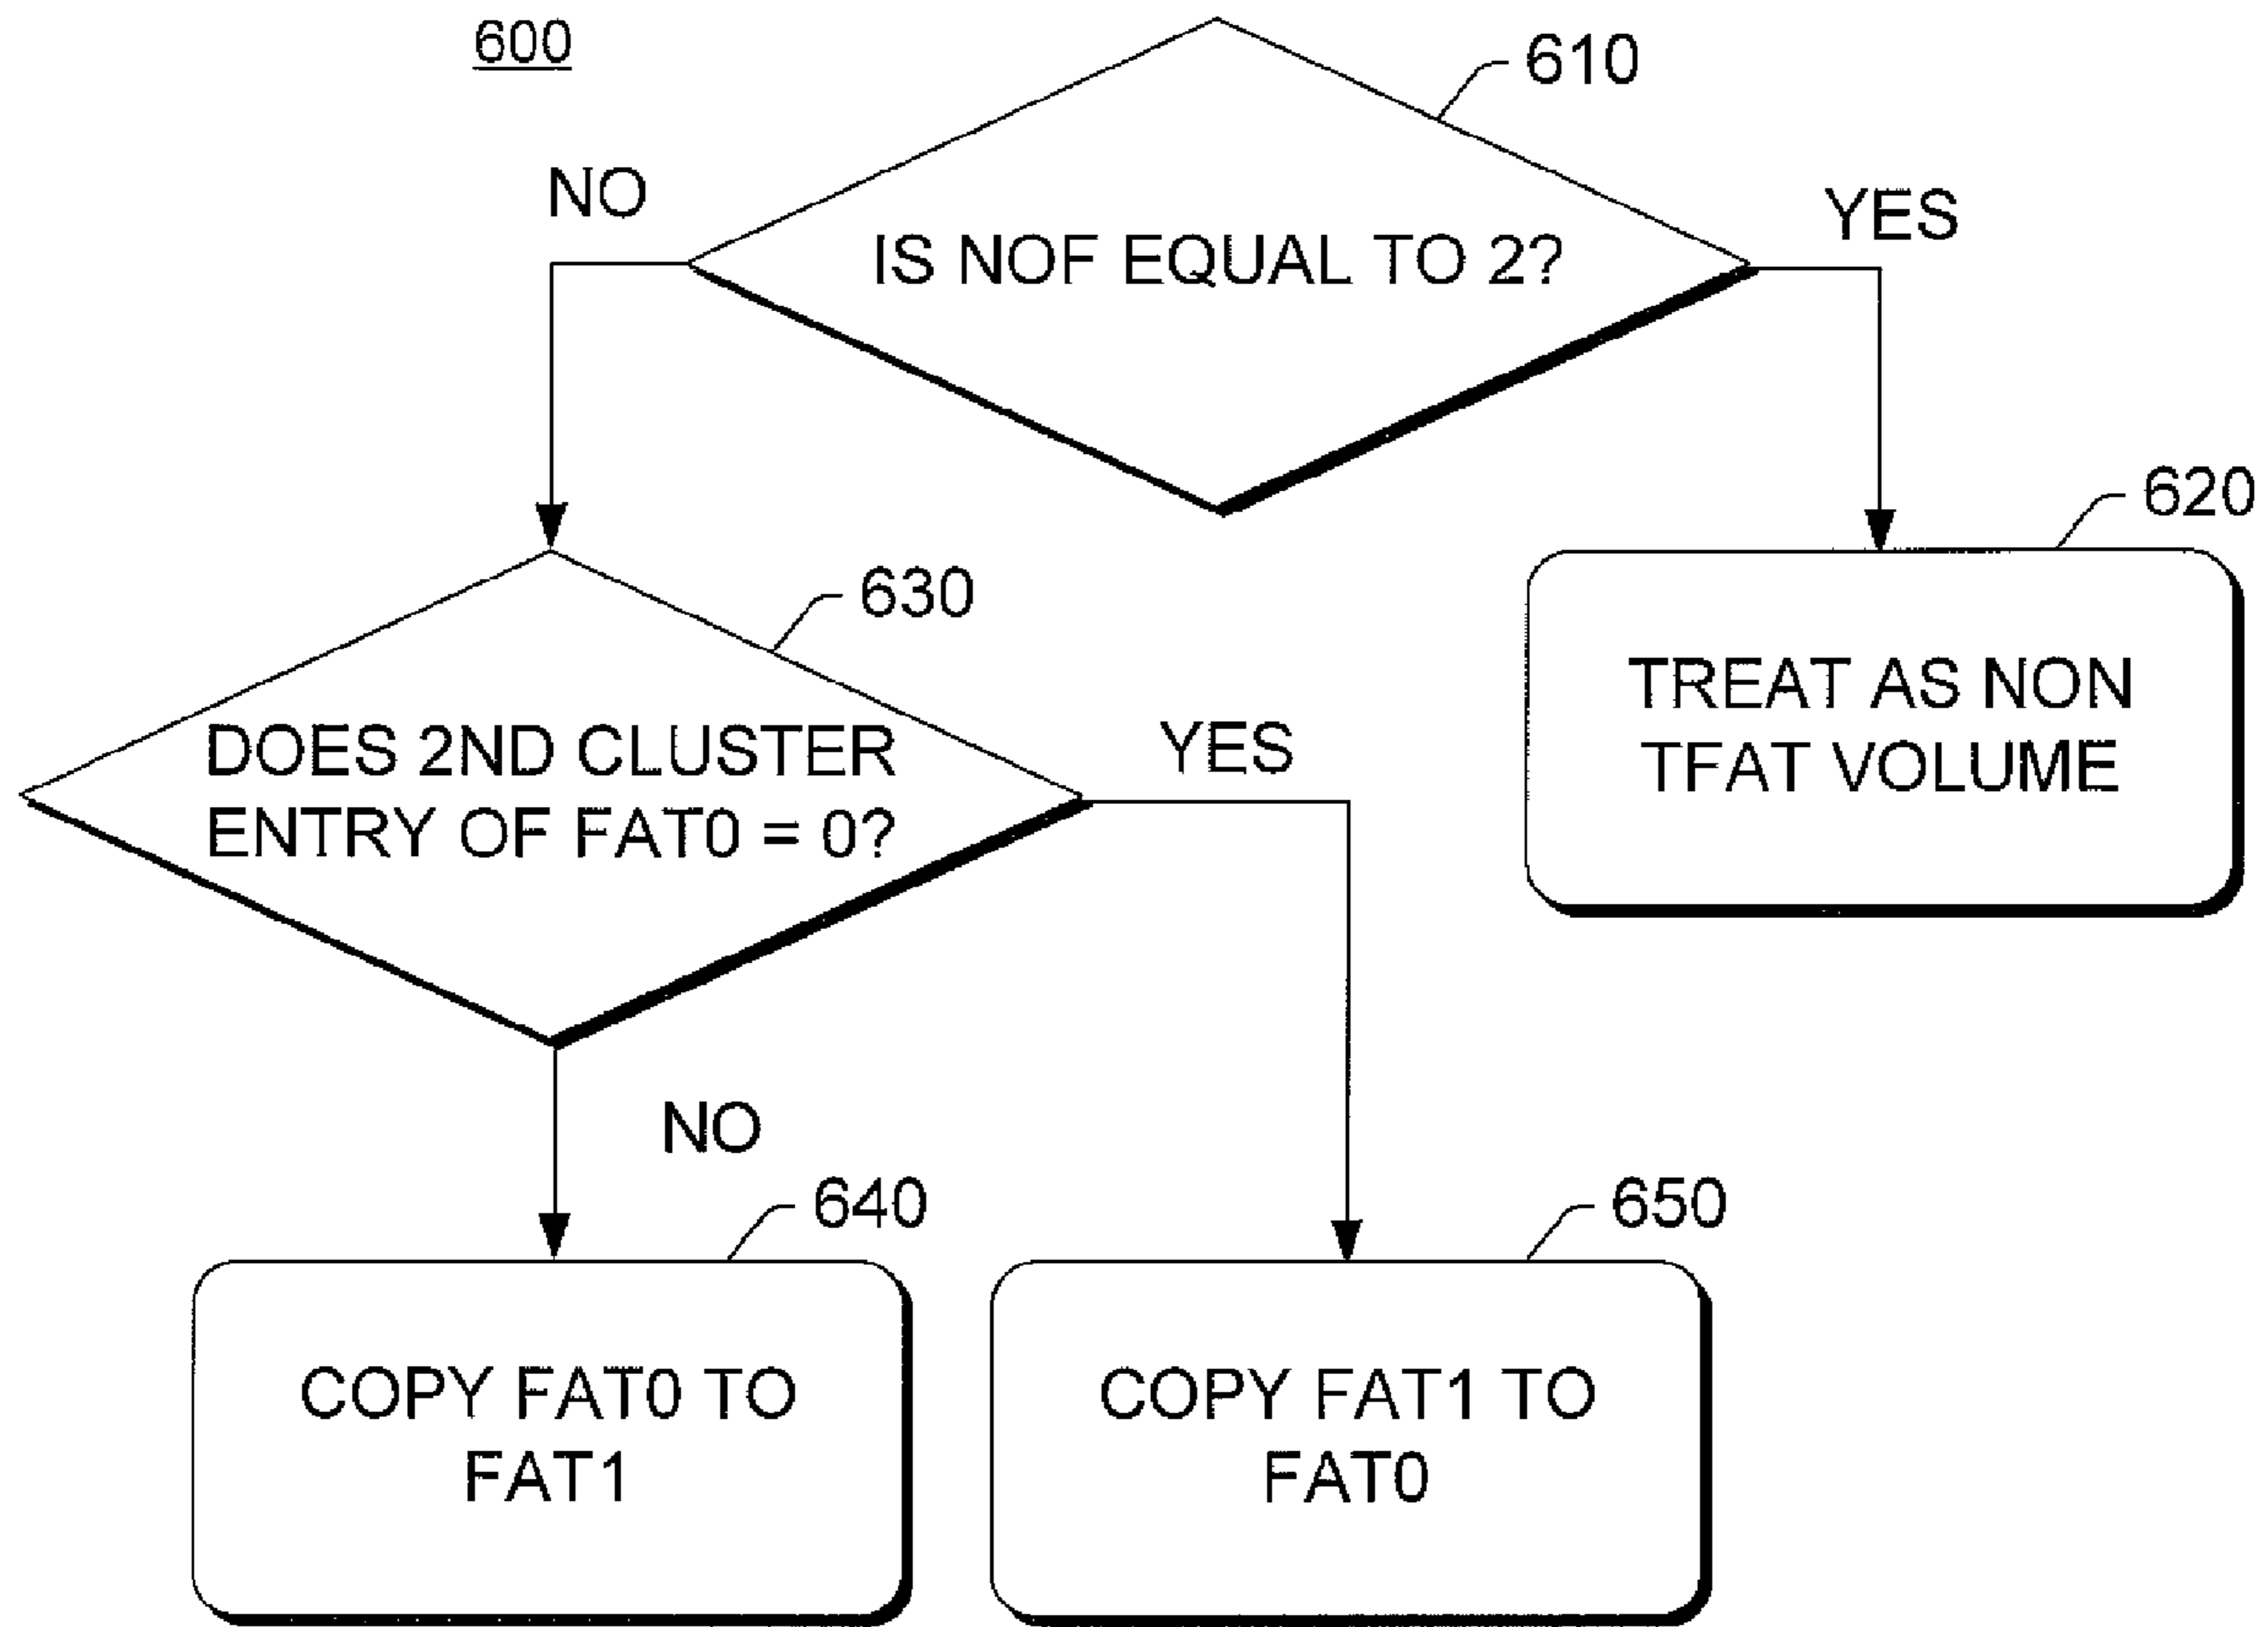 600
610
NO
YES
IS NOF EQUAL TO 2?
620
630
TREAT AS NON
TFAT VOLUME
DOES 2ND CLUSTER
ENTRY OF FAT0 = 0?
YES
NO
640
650
COPY FAT0 TO
FAT1
COPY FAT1 TO
FAT0